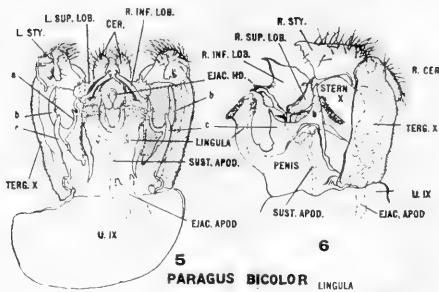 L. SUP. LOB.
CER.
R. INF. LOB.
L. STY.
EJAC. HD.
a
b
b
c
LINGULA
SUST. APOD.
TERG. X
EJAC. APOD
U. IX
5
R. STY.
R. SUP. LOB.
R. INF. LOB.
R. CER.
STERN X
c
TERG. X
PENIS
U. IX
SUST. APOD.
EJAC. APOD
6
PARAGUS BICOLOR
LINGULA